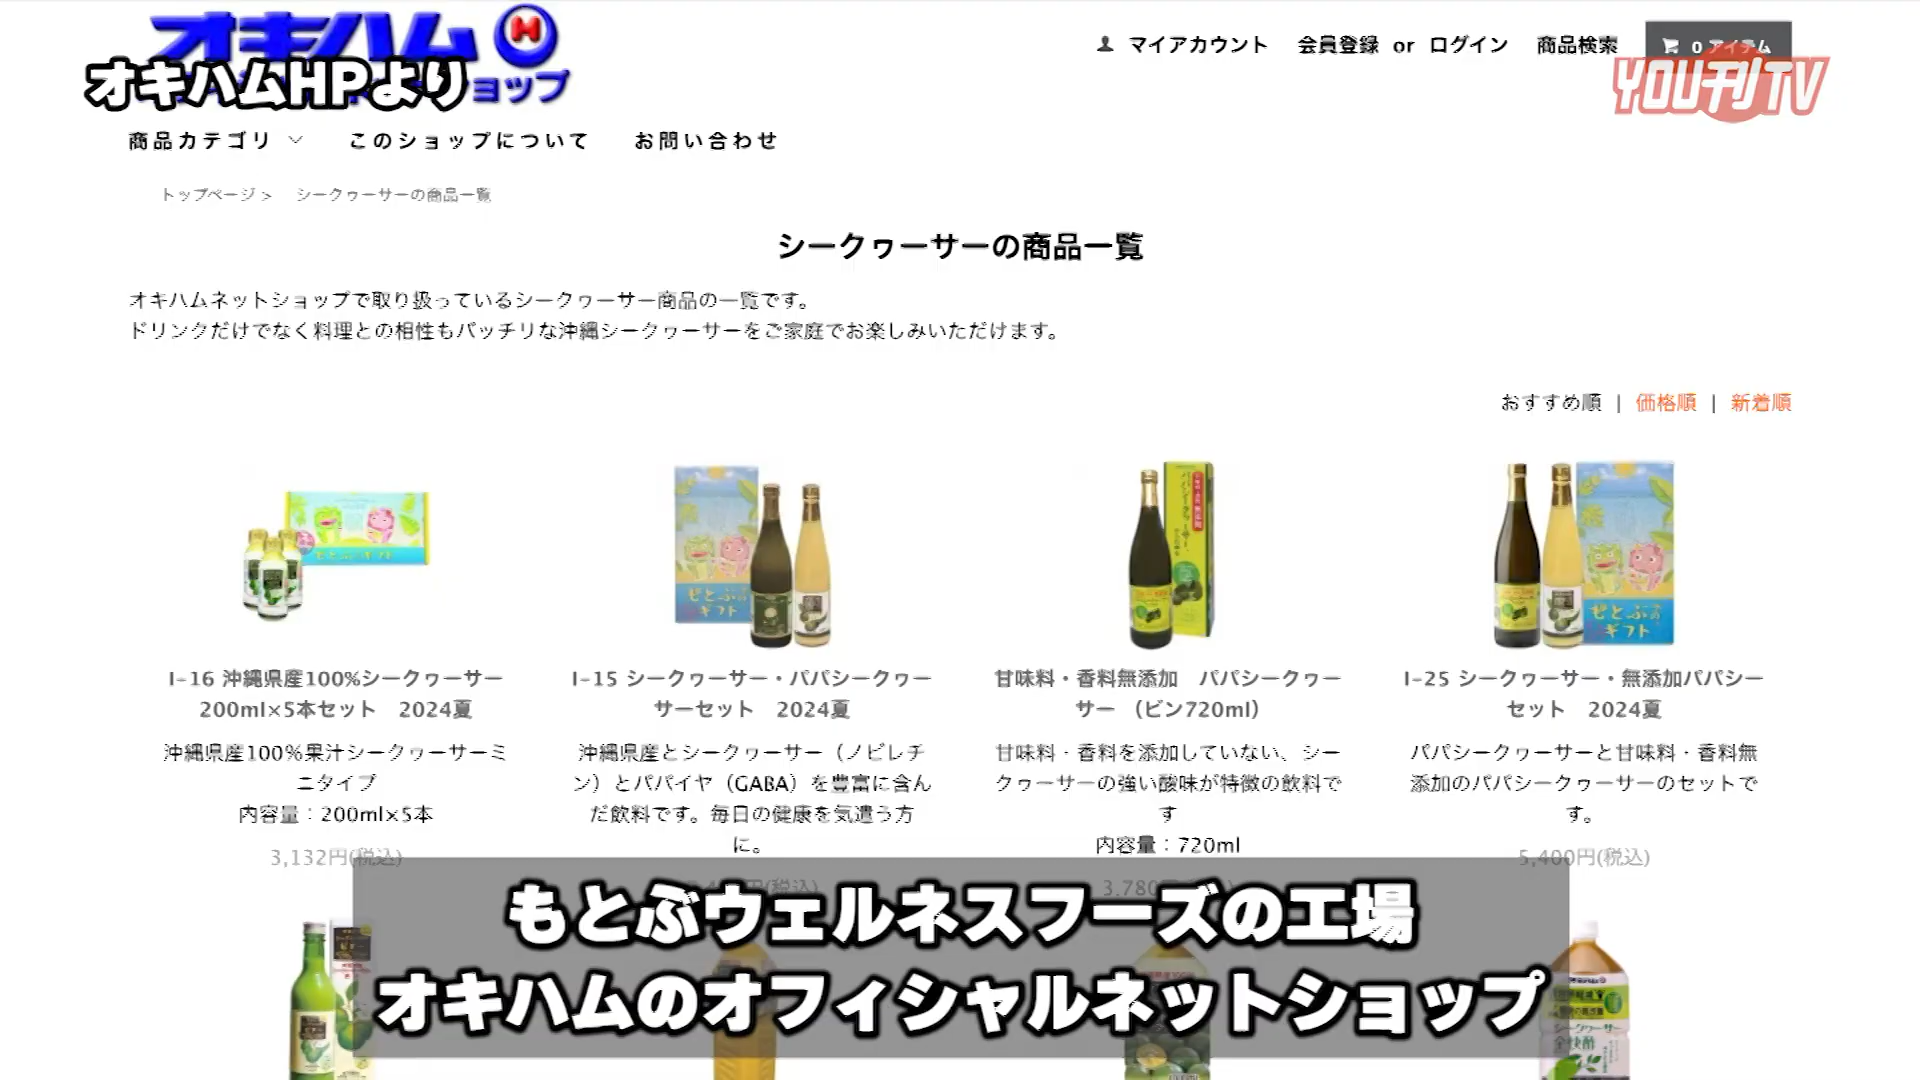 オキハム
オキハムHPより
ョップ
マイアカウント
会員登録 or ログイン
商品検索
0 アイテム
YOU刊TV
商品カテゴリ
このショップについて
お問い合わせ
トップページ >
シークヮーサーの商品一覧
シークヮーサーの商品一覧
オキハムネットショップで取り扱っているシークヮーサー商品の一覧です。
ドリンクだけでなく料理との相性もバッチリな沖縄シークヮーサーをご家庭でお楽しみいただけます。
おすすめ順 | 価格順 | 新着順
I-16 沖縄県産100%シークヮーサー
200ml×5本セット 2024夏
沖縄県産100%果汁シークヮーサーミ
ニタイプ
内容量:200ml×5本
3,132円(税込)
I-15 シークヮーサー・パパシークヮー
サーセット 2024夏
沖縄県産とシークヮーサー(ノビレチ
ン)とパパイヤ(GABA)を豊富に含ん
だ飲料です。毎日の健康を気遣う方
に。
円(税込)
甘味料・香料無添加 パパシークヮー
サー (ビン720ml)
甘味料・香料を添加していない、シー
クヮーサーの強い酸味が特徴の飲料で
す
内容量:720ml
3,780
I-25 シークヮーサー・無添加パパシー
セット 2024夏
パパシークヮーサーと甘味料・香料無
添加のパパシークヮーサーのセットで
す。
5,400円(税込)
もとぶウェルネスフーズの工場
オキハムのオフィシャルネットショップ